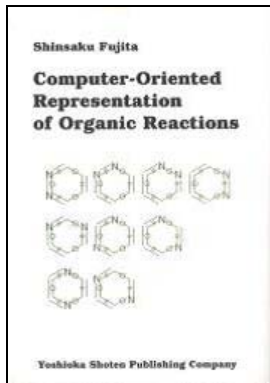 Shinsaku Fujita
Computer-Oriented
Representation
of Organic Reactions
Yoshioka Shoten Publishing Company